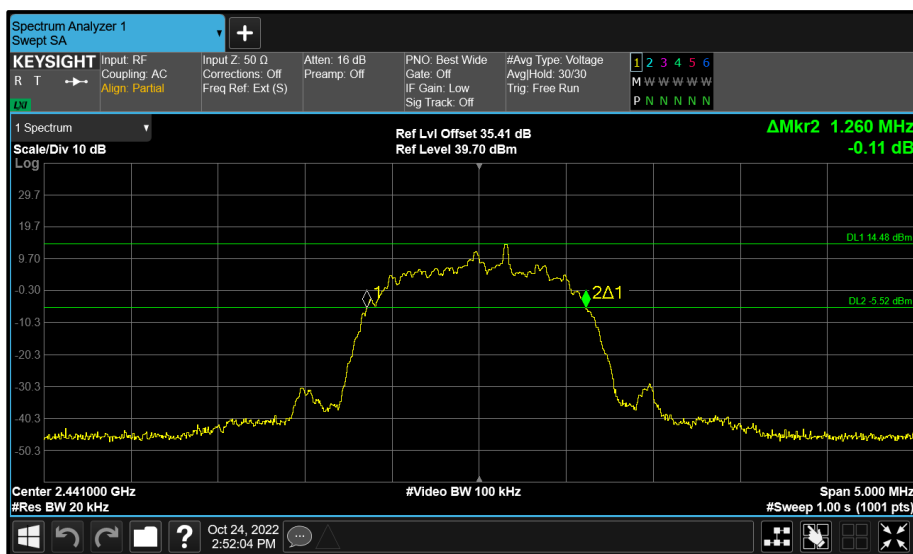 Spectrum Analyzer 1
Swept SA
KEYSIGHT
R T
LXI
Input: RF
Coupling: AC
Align: Partial
Input Z: 50 Ω
Corrections: Off
Freq Ref: Ext (S)
Atten: 16 dB
Preamp: Off
PNO: Best Wide
Gate: Off
IF Gain: Low
Sig Track: Off
#Avg Type: Voltage
Avg|Hold: 30/30
Trig: Free Run
1 2 3 4 5 6
M W W W W W
P N N N N N
1 Spectrum
Scale/Div 10 dB
Log
Ref Lvl Offset 35.41 dB
Ref Level 39.70 dBm
ΔMkr2 1.260 MHz
-0.11 dB
29.7
19.7
DL1 14.48 dBm
9.70
-0.30
1
2Δ1
DL2 -5.52 dBm
-10.3
-20.3
-30.3
-40.3
-50.3
Center 2.441000 GHz
#Video BW 100 kHz
Span 5.000 MHz
#Res BW 20 kHz
#Sweep 1.00 s (1001 pts)
?
Oct 24, 2022
2:52:04 PM